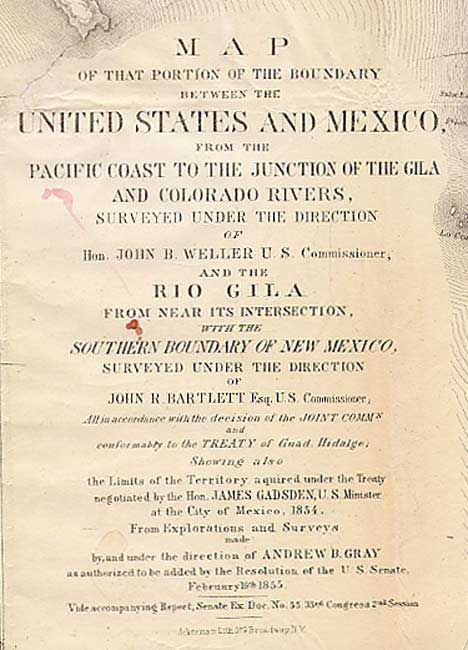 MAP
OF THAT PORTION OF THE BOUNDARY
BETWEEN THE
UNITED STATES AND MEXICO,
FROM THE
PACIFIC COAST TO THE JUNCTION OF THE GILA
AND COLORADO RIVERS,
SURVEYED UNDER THE DIRECTION
OF
Hon. JOHN B. WELLER U.S. Commissioner,
AND THE
RIO GILA
FROM NEAR ITS INTERSECTION,
WITH THE
SOUTHERN BOUNDARY OF NEW MEXICO,
SURVEYED UNDER THE DIRECTION
OF
JOHN R. BARTLETT Esq. U.S. Commissioner;
All in accordance with the decision of the JOINT COMMN
and
conformably to the TREATY of Guad. Hidalgo;
Showing also
the Limits of the Territory aquired under the Treaty
negotiated by the Hon. JAMES GADSDEN, U.S. Minister
at the City of Mexico, 1854.
From Explorations and Surveys
made
by, and under the direction of ANDREW B. GRAY
as authorized to be added by the Resolution of the U.S. Senate,
February 16th 1855.
Vide accompanying Report, Senate Ex. Doc. No. 55, 33rd Congress 2nd Session
Ackerman Lith. 379 Broadway N.Y.